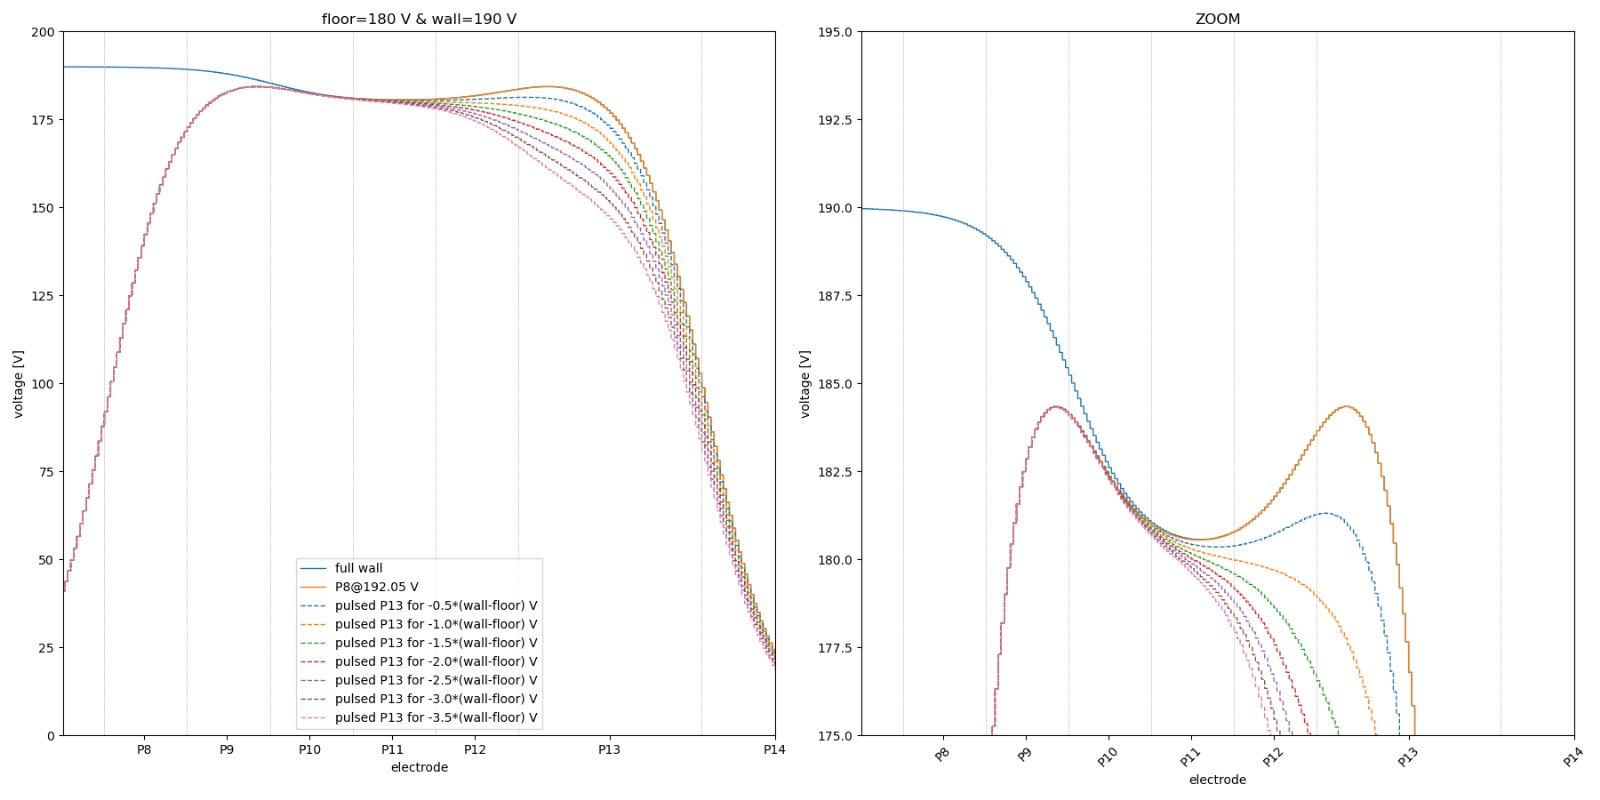 floor=180 V & wall=190 V
200
175
150
125
100
75
50
25
0
voltage [V]
full wall
P8@192.05 V
pulsed P13 for -0.5*(wall-floor) V
pulsed P13 for -1.0*(wall-floor) V
pulsed P13 for -1.5*(wall-floor) V
pulsed P13 for -2.0*(wall-floor) V
pulsed P13 for -2.5*(wall-floor) V
pulsed P13 for -3.0*(wall-floor) V
pulsed P13 for -3.5*(wall-floor) V
P8 P9 P10 P11 P12 P13 P14
electrode
ZOOM
195.0
192.5
190.0
187.5
185.0
182.5
180.0
177.5
175.0
voltage [V]
P8 P9 P10 P11 P12 P13 P14
electrode